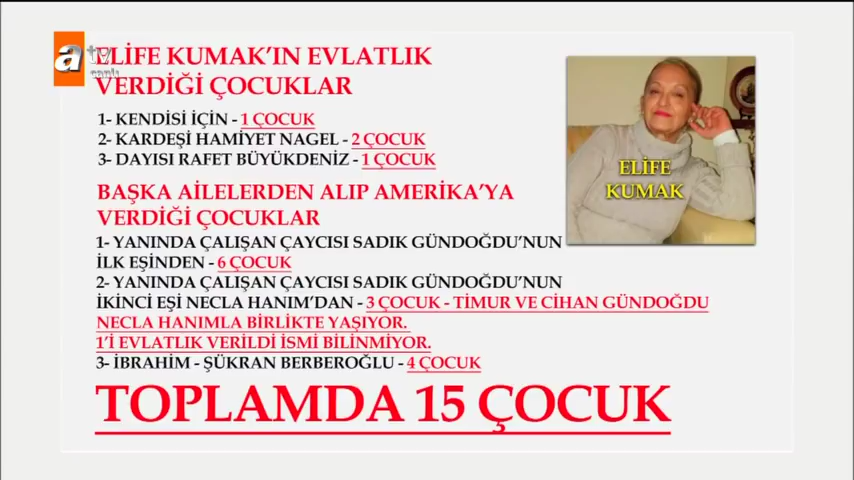 atv
canlı
ELİFE KUMAK'IN EVLATLIK
VERDİĞİ ÇOCUKLAR
1- KENDİSİ İÇİN - 1 ÇOCUK
2- KARDEŞİ HAMİYET NAGEL - 2 ÇOCUK
3- DAYISI RAFET BÜYÜKDENİZ - 1 ÇOCUK
BAŞKA AİLELERDEN ALIP AMERİKA'YA
VERDİĞİ ÇOCUKLAR
1- YANINDA ÇALIŞAN ÇAYCISI SADIK GÜNDOĞDU'NUN
İLK EŞİNDEN - 6 ÇOCUK
2- YANINDA ÇALIŞAN ÇAYCISI SADIK GÜNDOĞDU'NUN
İKİNCİ EŞİ NECLA HANIM'DAN - 3 ÇOCUK - TİMUR VE CİHAN GÜNDOĞDU
NECLA HANIMLA BİRLİKTE YAŞIYOR.
1'İ EVLATLIK VERİLDİ İSMİ BİLİNMİYOR.
3- İBRAHİM - ŞÜKRAN BERBEROĞLU - 4 ÇOCUK
TOPLAMDA 15 ÇOCUK
ELİFE
KUMAK